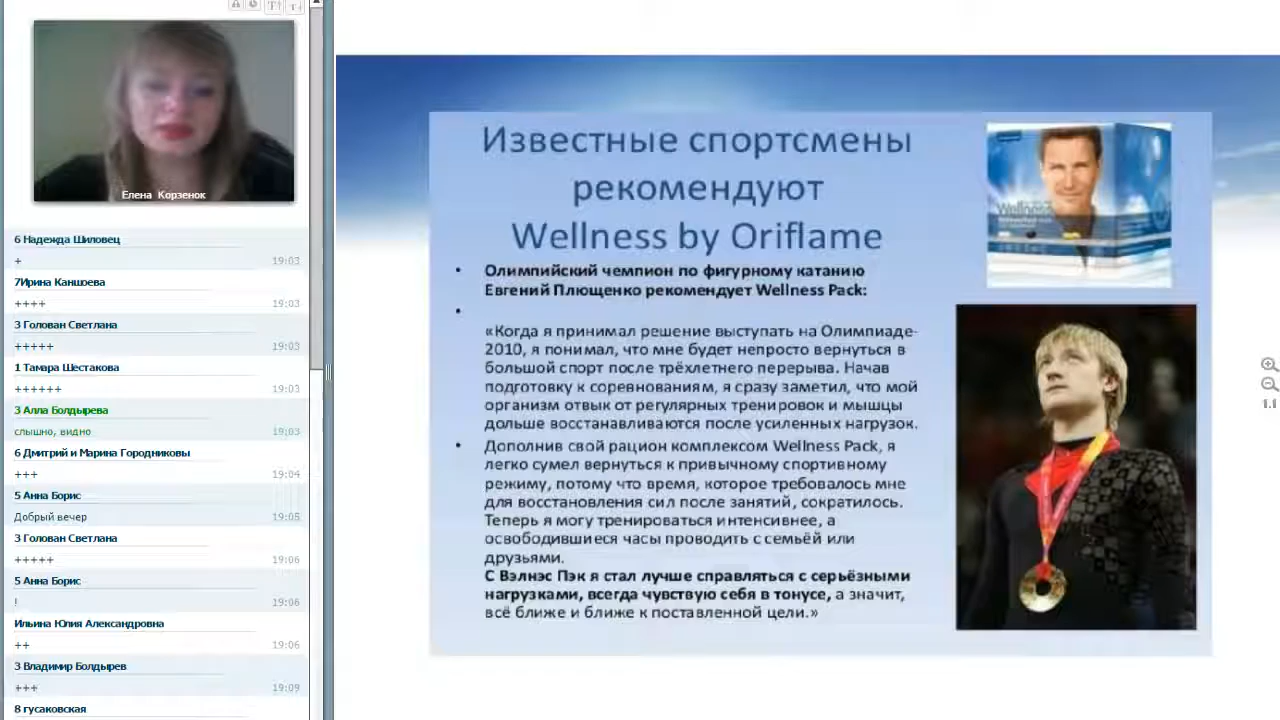 Елена Корзенок
6 Надежда Шиловец
+
19:03
7Ирина Каншоева
++++
19:03
3 Голован Светлана
+++++
19:03
1 Тамара Шестакова
++++++
19:03
3 Алла Болдырева
слышно, видно
19:03
6 Дмитрий и Марина Городниковы
+++
19:04
5 Анна Борис
Добрый вечер
19:05
3 Голован Светлана
+++++
19:06
5 Анна Борис
!
19:06
Ильина Юлия Александровна
++
19:06
3 Владимир Болдырев
+++
19:09
8 гусаковская
Известные спортсмены
рекомендуют
Wellness by Oriflame
Wellness
• Олимпийский чемпион по фигурному катанию
Евгений Плющенко рекомендует Wellness Pack:
•
«Когда я принимал решение выступать на Олимпиаде-
2010, я понимал, что мне будет непросто вернуться в
большой спорт после трёхлетнего перерыва. Начав
подготовку к соревнованиям, я сразу заметил, что мой
организм отвык от регулярных тренировок и мышцы
дольше восстанавливаются после усиленных нагрузок.
• Дополнив свой рацион комплексом Wellness Pack, я
легко сумел вернуться к привычному спортивному
режиму, потому что время, которое требовалось мне
для восстановления сил после занятий, сократилось.
Теперь я могу тренироваться интенсивнее, а
освободившиеся часы проводить с семьёй или
друзьями.
С Вэлнэс Пэк я стал лучше справляться с серьёзными
нагрузками, всегда чувствую себя в тонусе, а значит,
всё ближе и ближе к поставленной цели.»
1.1